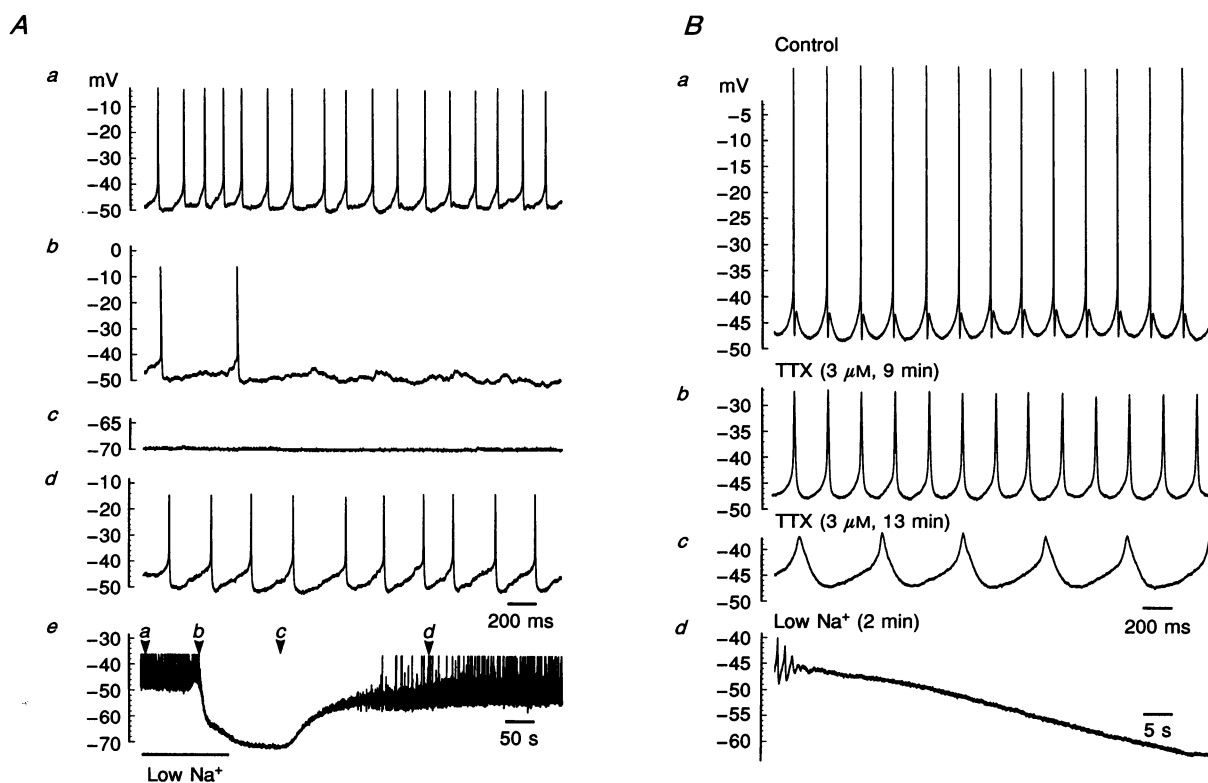 A
a
mV
−10
−20
−30
−40
−50
b
0
−10
−20
−30
−40
−50
c
−65
−70
d
−10
−20
−30
−40
−50
200 ms
e
−30
−40
−50
−60
−70
a b c d
50 s
Low Na⁺
B
Control
a
mV
−5
−10
−15
−20
−25
−30
−35
−40
−45
−50
TTX (3 μM, 9 min)
b
−30
−35
−40
−45
−50
TTX (3 μM, 13 min)
c
−40
−45
−50
200 ms
Low Na⁺ (2 min)
d
−40
−45
−50
−55
−60
5 s